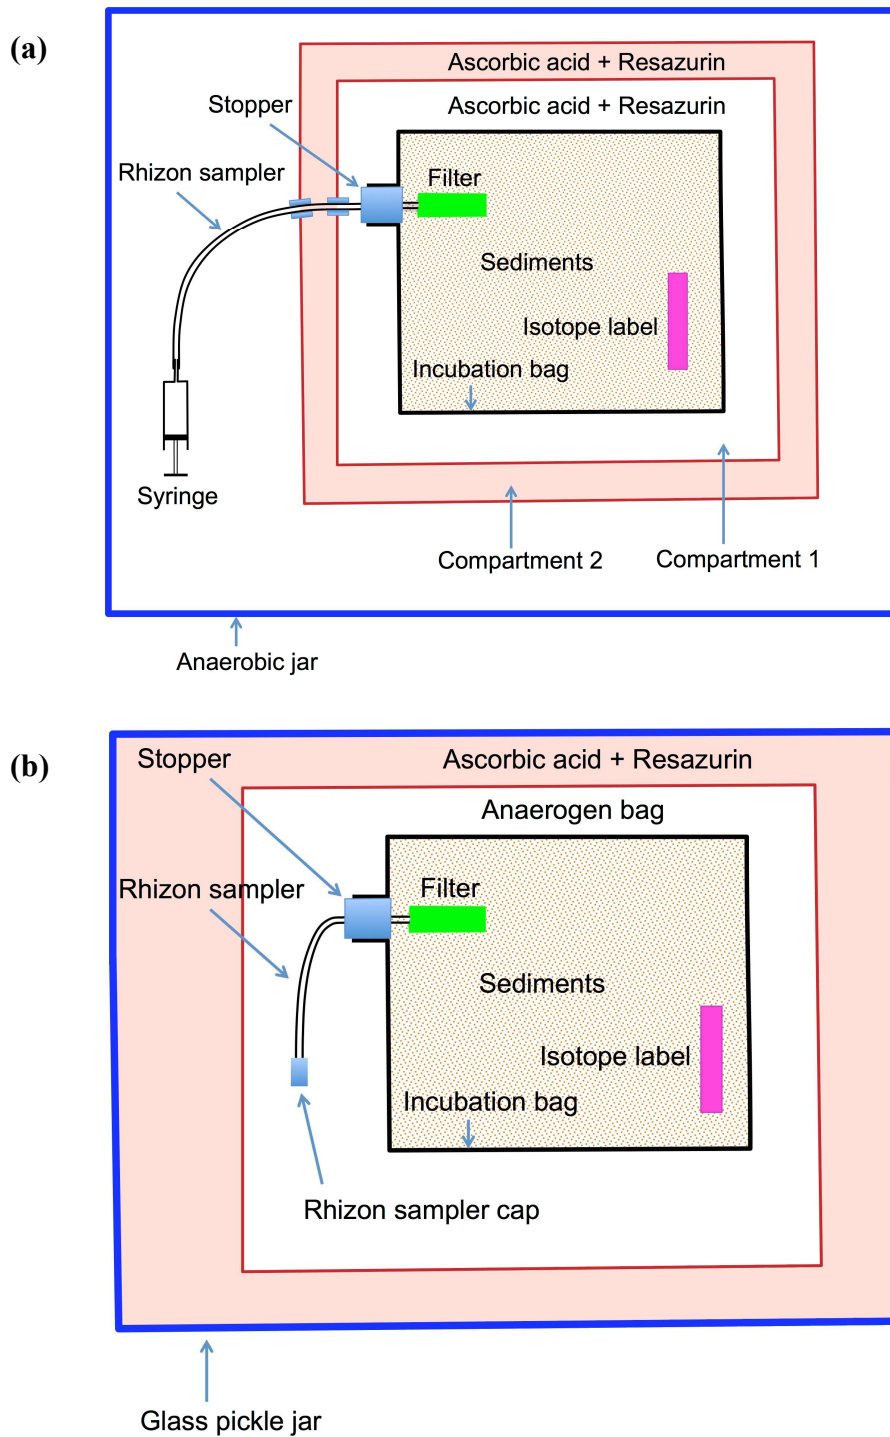 (a)
Ascorbic acid + Resazurin
Ascorbic acid + Resazurin
Stopper
Rhizon sampler
Filter
Sediments
Isotope label
Incubation bag
Syringe
Compartment 2
Compartment 1
Anaerobic jar
(b)
Stopper
Ascorbic acid + Resazurin
Anaerogen bag
Rhizon sampler
Filter
Sediments
Isotope label
Incubation bag
Rhizon sampler cap
Glass pickle jar